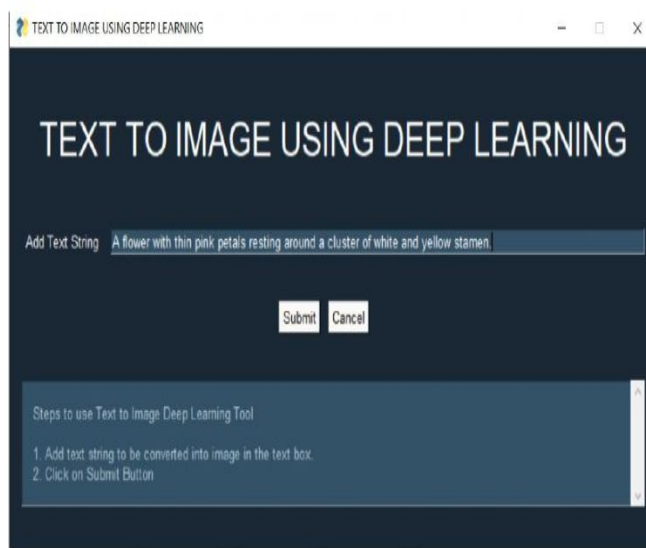 TEXT TO IMAGE USING DEEP LEARNING
TEXT TO IMAGE USING DEEP LEARNING
Add Text String A flower with thin pink petals resting around a cluster of white and yellow stamen.
Submit Cancel
Steps to use Text to Image Deep Learning Tool
1. Add text string to be converted into image in the text box.
2. Click on Submit Button